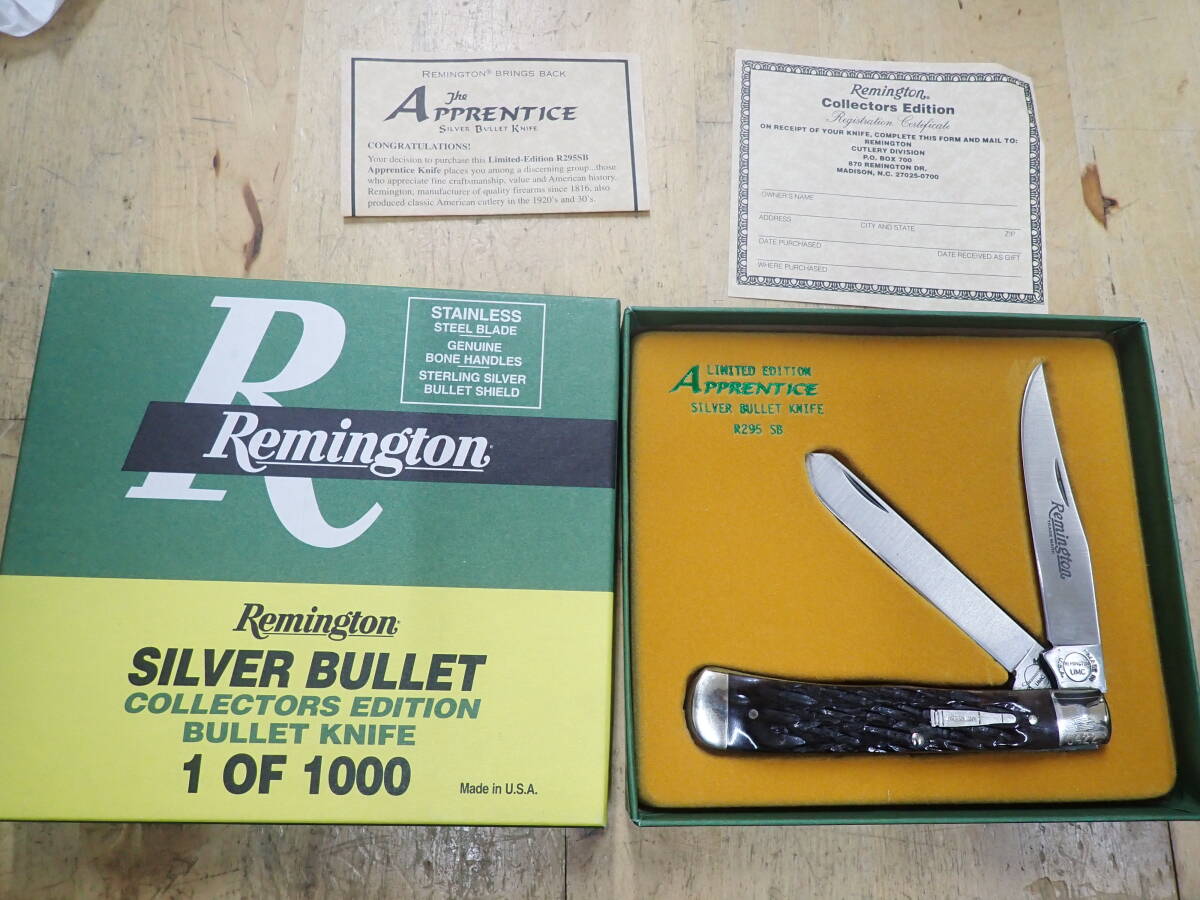 REMINGTON® BRINGS BACK
The
APPRENTICE
SILVER BULLET KNIFE
CONGRATULATIONS!
Your decision to purchase this Limited-Edition R295SB
Apprentice Knife places you among a discerning group...those
who appreciate fine craftsmanship, value and American history.
Remington, manufacturer of quality firearms since 1816, also
produced classic American cutlery in the 1920's and 30's.
Remington®
Collectors Edition
Registration Certificate
ON RECEIPT OF YOUR KNIFE, COMPLETE THIS FORM AND MAIL TO:
REMINGTON
CUTLERY DIVISION
P.O. BOX 700
870 REMINGTON DR,
MADISON, N.C. 27025-0700
OWNER'S NAME
ADDRESS CITY AND STATE ZIP
DATE PURCHASED DATE RECEIVED AS GIFT
WHERE PURCHASED
R
STAINLESS
STEEL BLADE
GENUINE
BONE HANDLES
STERLING SILVER
BULLET SHIELD
Remington®
Remington®
SILVER BULLET
COLLECTORS EDITION
BULLET KNIFE
1 OF 1000
Made in U.S.A.
LIMITED EDITION
APPRENTICE
SILVER BULLET KNIFE
R295 SB
Remington
REMINGTON
UMC
UMC